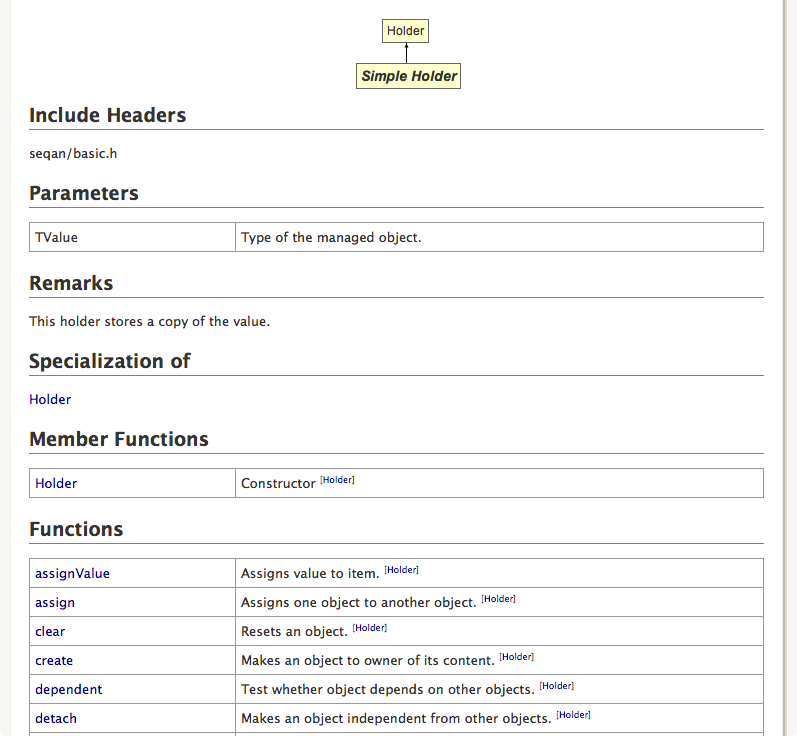 Holder
Simple Holder
Include Headers
seqan/basic.h
Parameters
TValue Type of the managed object.
Remarks
This holder stores a copy of the value.
Specialization of
Holder
Member Functions
Holder Constructor [Holder]
Functions
assignValue Assigns value to item. [Holder]
assign Assigns one object to another object. [Holder]
clear Resets an object. [Holder]
create Makes an object to owner of its content. [Holder]
dependent Test whether object depends on other objects. [Holder]
detach Makes an object independent from other objects. [Holder]